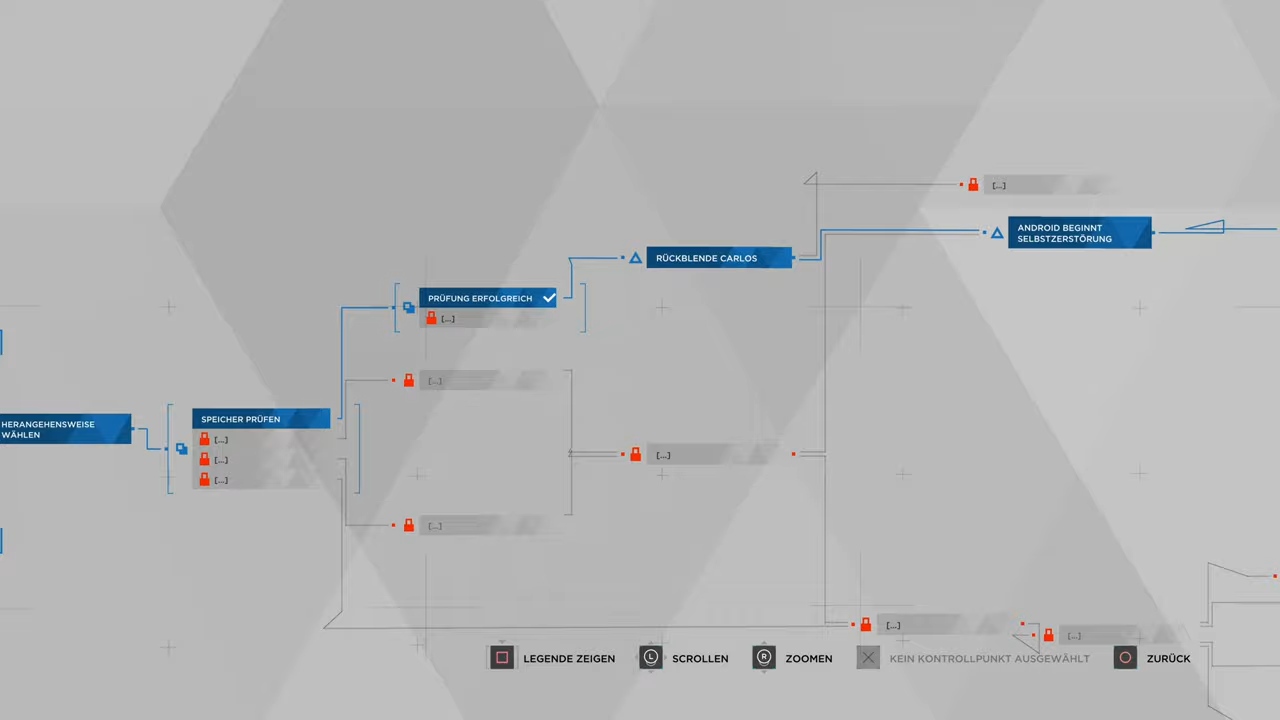 [...]
ANDROID BEGINNT
SELBSTZERSTÖRUNG
RÜCKBLENDE CARLOS
PRÜFUNG ERFOLGREICH
[...]
[...]
HERANGEHENSWEISE
WÄHLEN
SPEICHER PRÜFEN
[...]
[...]
[...]
[...]
[...]
[...]
[...]
LEGENDE ZEIGEN
L SCROLLEN
R ZOOMEN
KEIN KONTROLLPUNKT AUSGEWÄHLT
ZURÜCK